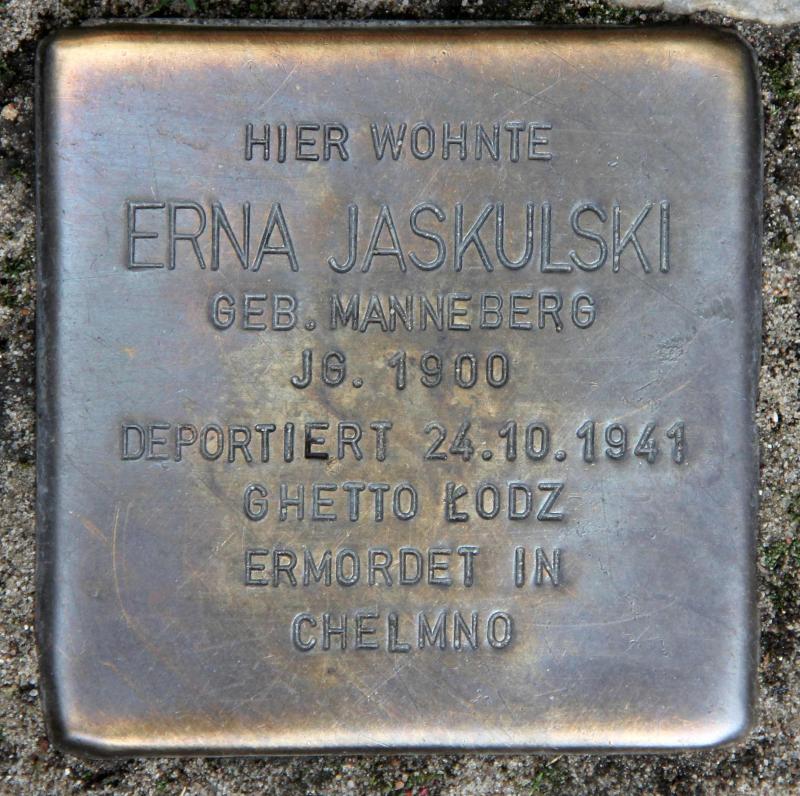 HIER WOHNTE
ERNA JASKULSKI
GEB. MANNEBERG
JG. 1900
DEPORTIERT 24.10.1941
GHETTO ŁODZ
ERMORDET IN
CHELMNO